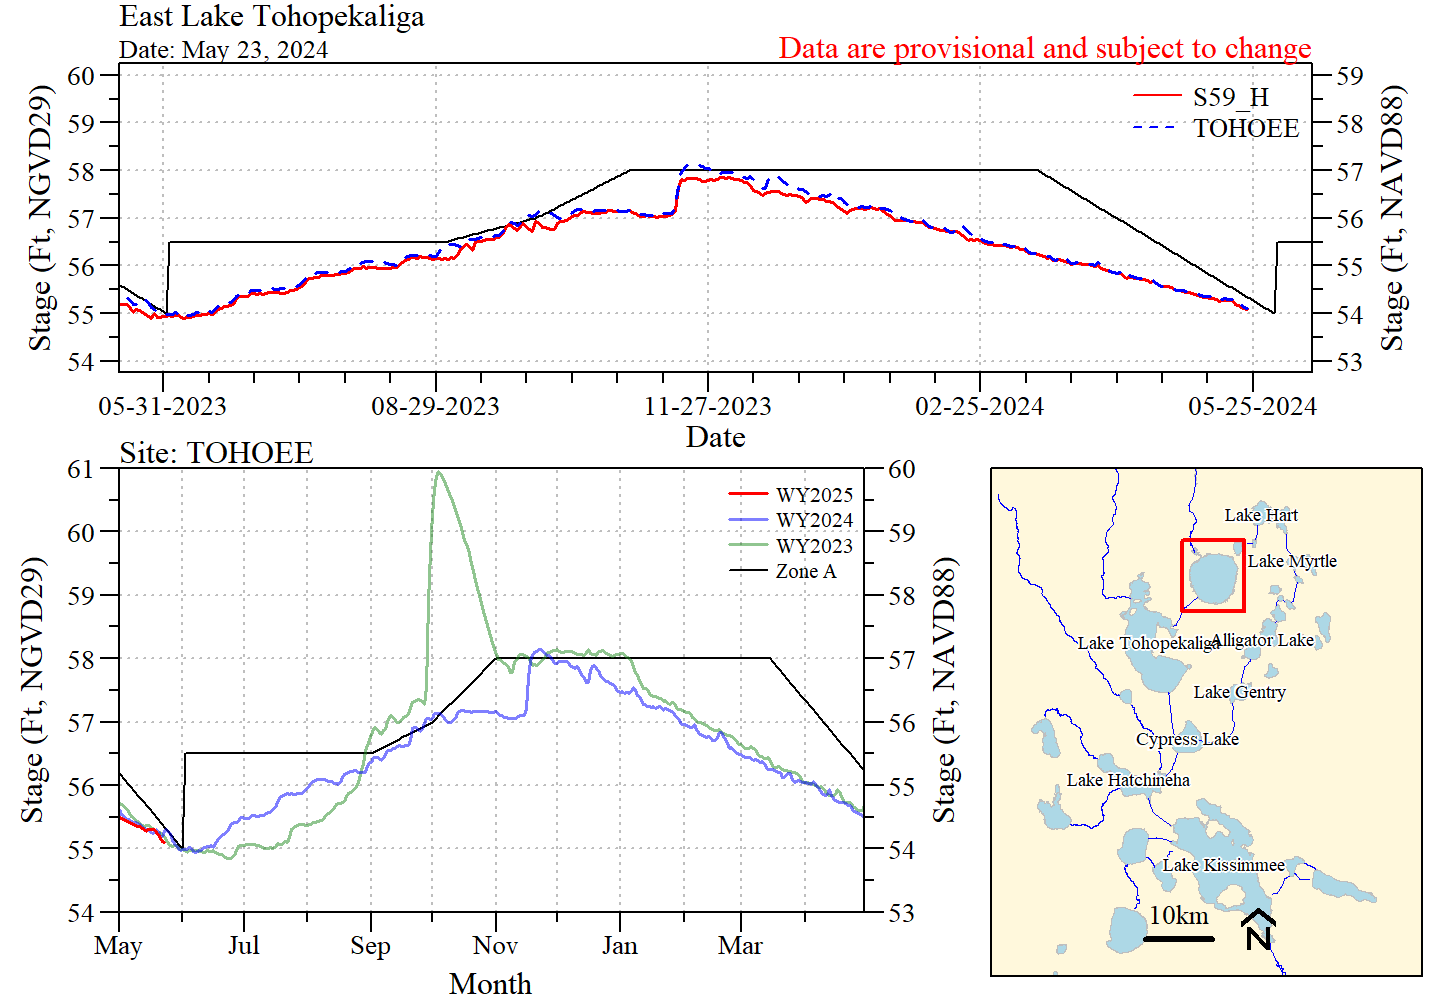 East Lake Tohopekaliga
Date: May 23, 2024
Data are provisional and subject to change
Stage (Ft, NGVD29)
60
59
58
57
56
55
54
S59_H
TOHOEE
59
58
57
56
55
54
53
Stage (Ft, NAVD88)
05-31-2023 08-29-2023 11-27-2023 02-25-2024 05-25-2024
Date
Site: TOHOEE
Stage (Ft, NGVD29)
61
60
59
58
57
56
55
54
WY2025
WY2024
WY2023
Zone A
60
59
58
57
56
55
54
53
Stage (Ft, NAVD88)
May Jul Sep Nov Jan Mar
Month
Lake Hart
Lake Myrtle
Lake Tohopekaliga
Alligator Lake
Lake Gentry
Cypress Lake
Lake Hatchineha
Lake Kissimmee
10km
N